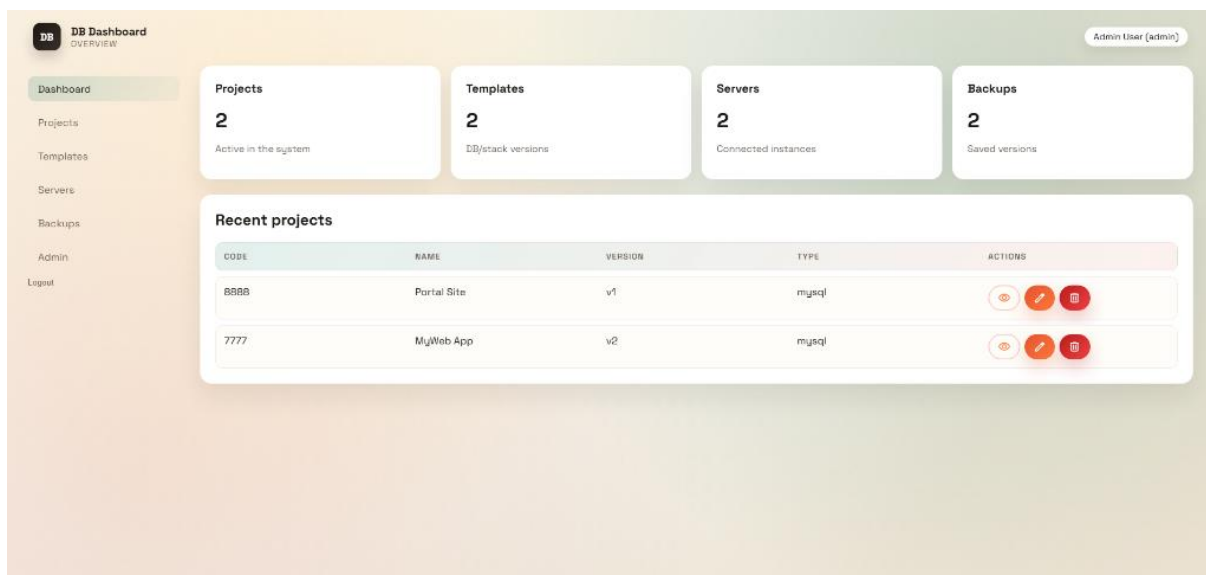 DB
DB Dashboard
OVERVIEW
Admin User (admin)
Dashboard
Projects
Templates
Servers
Backups
Admin
Logout
Projects
2
Active in the system
Templates
2
DB/stack versions
Servers
2
Connected instances
Backups
2
Saved versions
Recent projects
CODE NAME VERSION TYPE ACTIONS
8888 Portal Site v1 mysql
7777 MyWeb App v2 mysql